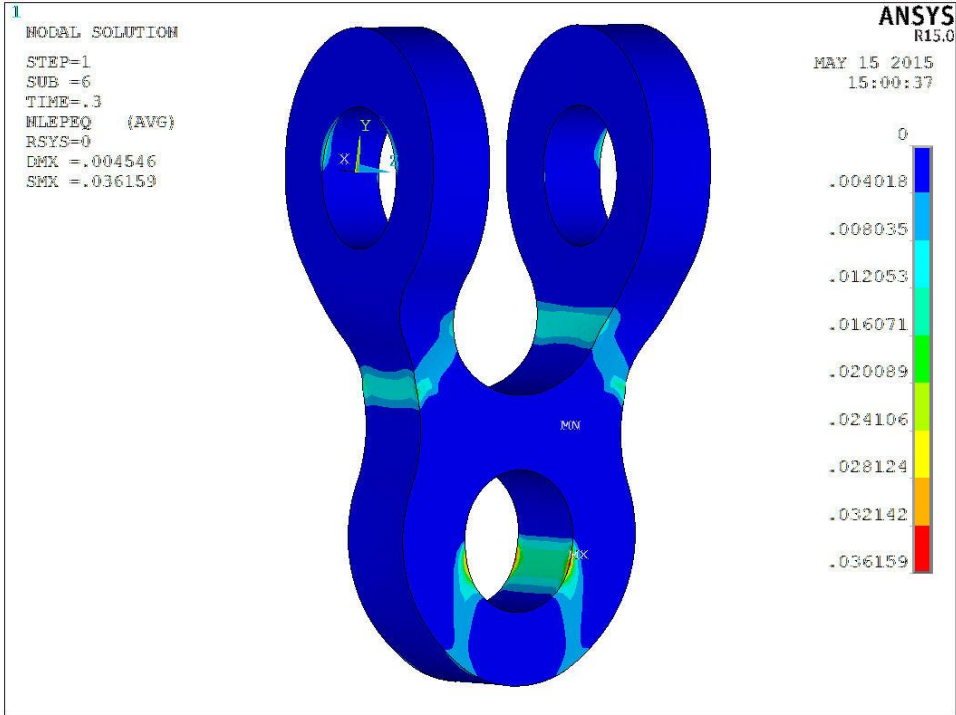 1
NODAL SOLUTION
STEP=1
SUB =6
TIME=.3
NLEPEQ (AVG)
RSYS=0
DMX =.004546
SMX =.036159
ANSYS
R15.0
MAY 15 2015
15:00:37
0
.004018
.008035
.012053
.016071
.020089
.024106
.028124
.032142
.036159
Y
X
Z
MN
MX